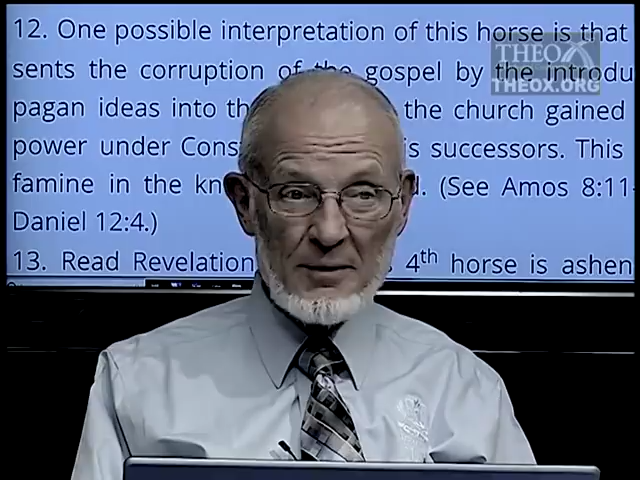 12. One possible interpretation of this horse is that
sents the corruption of the gospel by the introdu
pagan ideas into th the church gained
power under Cons is successors. This
famine in the kn (See Amos 8:11
Daniel 12:4.)
13. Read Revelation 4th horse is ashen
THEOX
THEOX.ORG